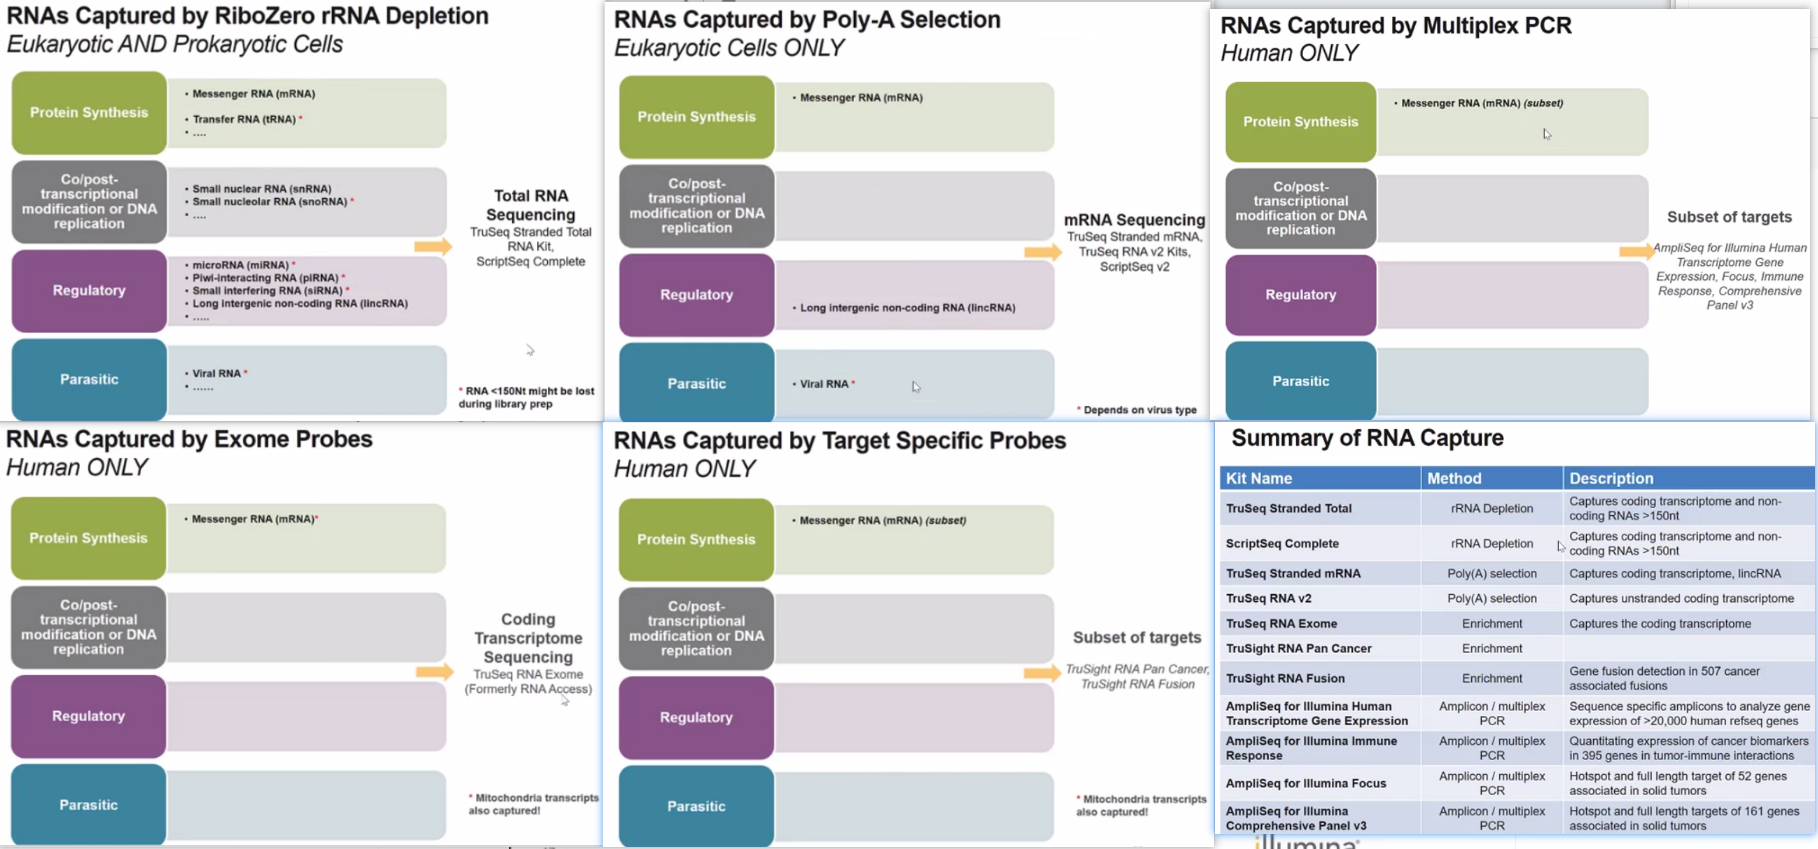 RNAs Captured by RiboZero rRNA Depletion
Eukaryotic AND Prokaryotic Cells
Protein Synthesis
• Messenger RNA (mRNA)
• Transfer RNA (tRNA) *
• ....
Co/post-
transcriptional
modification or DNA
replication
• Small nuclear RNA (snRNA)
• Small nucleolar RNA (snoRNA) *
• ....
Regulatory
• microRNA (miRNA) *
• Piwi-interacting RNA (piRNA) *
• Small interfering RNA (siRNA) *
• Long intergenic non-coding RNA (lincRNA)
• .....
Parasitic
• Viral RNA *
• ......
Total RNA
Sequencing
TruSeq Stranded Total
RNA Kit,
ScriptSeq Complete
* RNA <150Nt might be lost
during library prep
RNAs Captured by Poly-A Selection
Eukaryotic Cells ONLY
Protein Synthesis
• Messenger RNA (mRNA)
Co/post-
transcriptional
modification or DNA
replication
Regulatory
• Long intergenic non-coding RNA (lincRNA)
Parasitic
• Viral RNA *
mRNA Sequencing
TruSeq Stranded mRNA,
TruSeq RNA v2 Kits,
ScriptSeq v2
* Depends on virus type
RNAs Captured by Multiplex PCR
Human ONLY
Protein Synthesis
• Messenger RNA (mRNA) (subset)
Co/post-
transcriptional
modification or DNA
replication
Regulatory
Parasitic
Subset of targets
AmpliSeq for Illumina Human
Transcriptome Gene
Expression, Focus, Immune
Response, Comprehensive
Panel v3
RNAs Captured by Exome Probes
Human ONLY
Protein Synthesis
• Messenger RNA (mRNA)*
Co/post-
transcriptional
modification or DNA
replication
Regulatory
Parasitic
Coding
Transcriptome
Sequencing
TruSeq RNA Exome
(Formerly RNA Access)
* Mitochondria transcripts
also captured!
RNAs Captured by Target Specific Probes
Human ONLY
Protein Synthesis
• Messenger RNA (mRNA) (subset)
Co/post-
transcriptional
modification or DNA
replication
Regulatory
Parasitic
Subset of targets
TruSight RNA Pan Cancer,
TruSight RNA Fusion
* Mitochondria transcripts
also captured!
Summary of RNA Capture
Kit Name Method Description
TruSeq Stranded Total rRNA Depletion Captures coding transcriptome and non-
coding RNAs >150nt
ScriptSeq Complete rRNA Depletion Captures coding transcriptome and non-
coding RNAs >150nt
TruSeq Stranded mRNA Poly(A) selection Captures coding transcriptome, lincRNA
TruSeq RNA v2 Poly(A) selection Captures unstranded coding transcriptome
TruSeq RNA Exome Enrichment Captures the coding transcriptome
TruSight RNA Pan Cancer Enrichment
TruSight RNA Fusion Enrichment Gene fusion detection in 507 cancer
associated fusions
AmpliSeq for Illumina Human Amplicon / multiplex Sequence specific amplicons to analyze gene
Transcriptome Gene Expression PCR expression of >20,000 human refseq genes
AmpliSeq for Illumina Immune Amplicon / multiplex Quantitating expression of cancer biomarkers
Response PCR in 395 genes in tumor-immune interactions
AmpliSeq for Illumina Focus Amplicon / multiplex Hotspot and full length target of 52 genes
PCR associated in solid tumors
AmpliSeq for Illumina Amplicon / multiplex Hotspot and full length targets of 161 genes
Comprehensive Panel v3 PCR associated in solid tumors
illumina